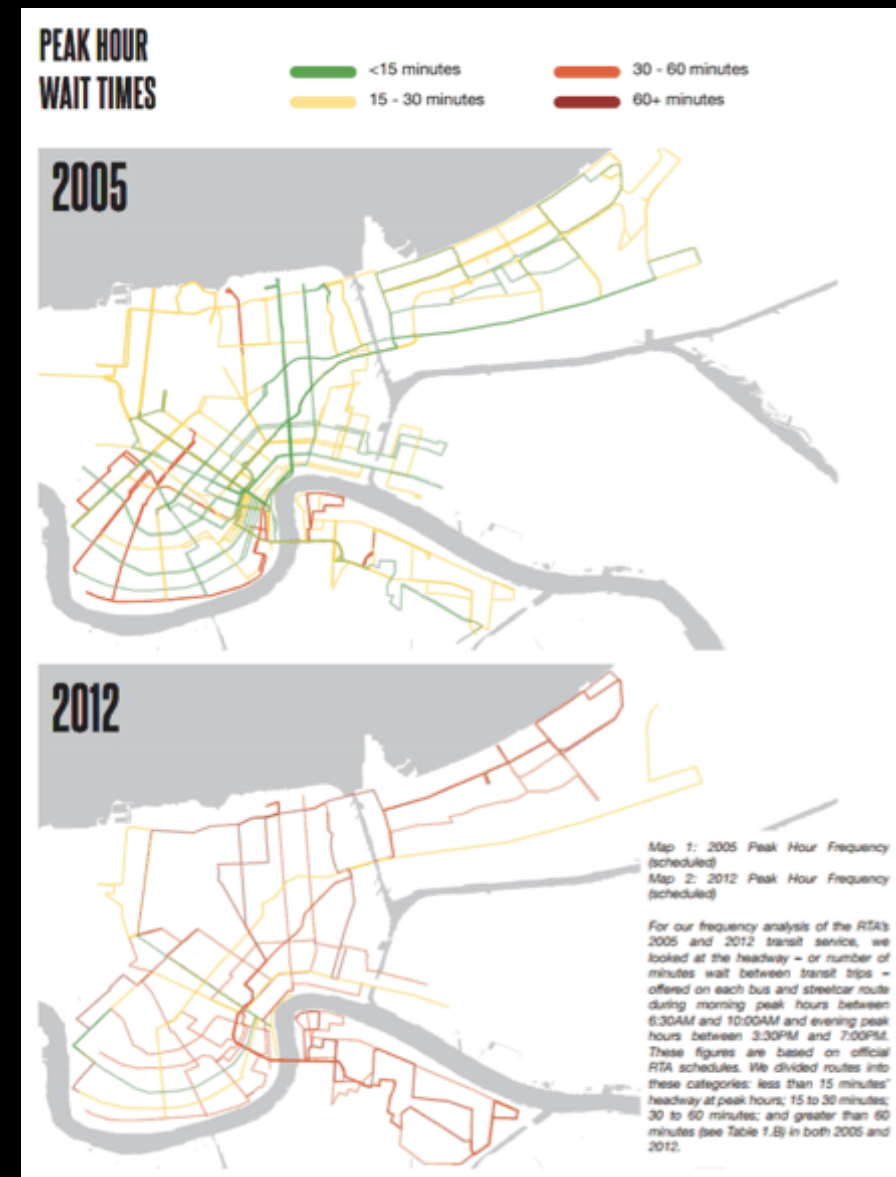 PEAK HOUR
WAIT TIMES
<15 minutes
15 - 30 minutes
30 - 60 minutes
60+ minutes
2005
2012
Map 1: 2005 Peak Hour Frequency
(scheduled)
Map 2: 2012 Peak Hour Frequency
(scheduled)
For our frequency analysis of the RTA's
2005 and 2012 transit service, we
looked at the headway – or number of
minutes wait between transit trips –
offered on each bus and streetcar route
during morning peak hours between
6:30AM and 10:00AM and evening peak
hours between 3:30PM and 7:00PM.
These figures are based on official
RTA schedules. We divided routes into
these categories: less than 15 minutes'
headway at peak hours; 15 to 30 minutes;
30 to 60 minutes; and greater than 60
minutes (see Table 1.B) in both 2005 and
2012.